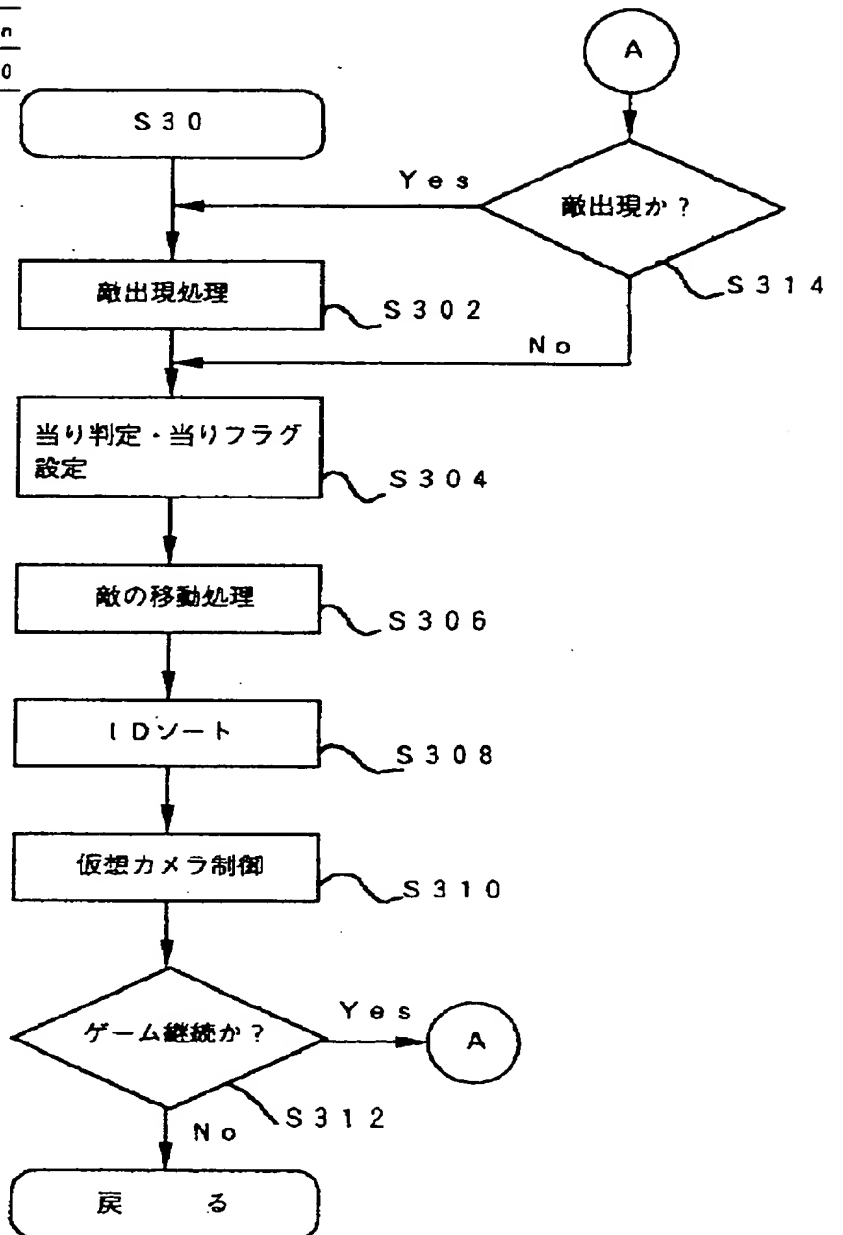 n
0
A
S30
Yes
敵出現か？
S314
敵出現処理
S302
No
当り判定・当りフラグ
設定
S304
敵の移動処理
S306
IDソート
S308
仮想カメラ制御
S310
ゲーム継続か？
Yes
A
S312
No
戻る